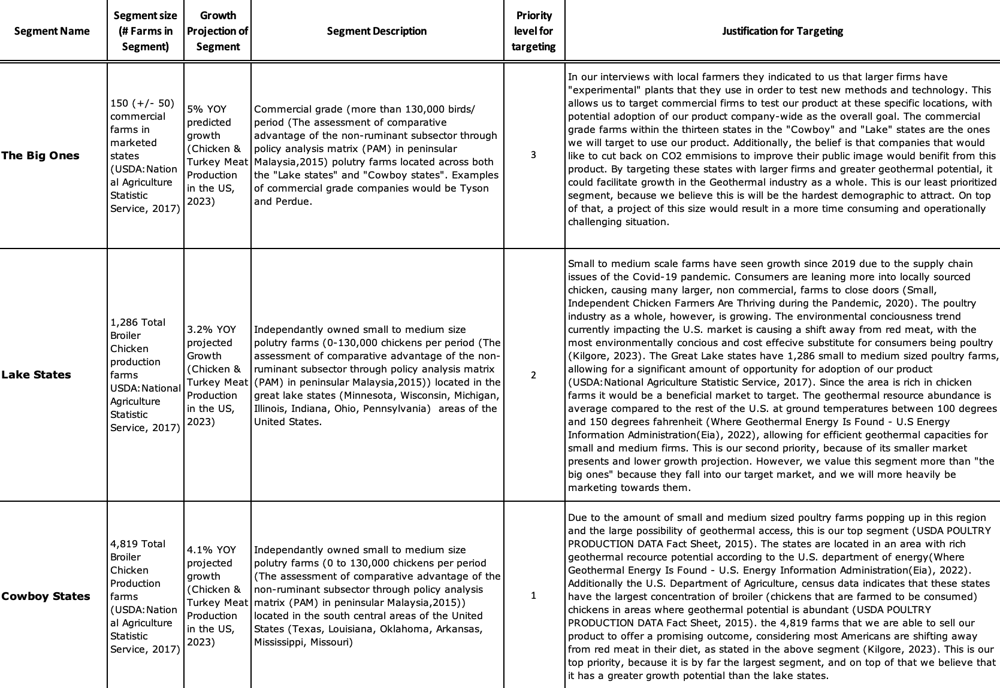 Segment Name
Segment size
(# Farms in
Segment)
Growth
Projection of
Segment
Segment Description
Priority
level for
targeting
Justification for Targeting
The Big Ones
150 (+/- 50)
commercial
farms in
marketed
states
(USDA:Nation
al Agriculture
Statistic
Service, 2017)
5% YOY
predicted
growth
(Chicken &
Turkey Meat
Production
in the US,
2023)
Commercial grade (more than 130,000 birds/
period (The assessment of comparative
advantage of the non-ruminant subsector through
policy analysis matrix (PAM) in peninsular
Malaysia,2015) polutry farms located across both
the "Lake states" and "Cowboy states". Examples
of commercial grade companies would be Tyson
and Perdue.
3
In our interviews with local farmers they indicated to us that larger firms have
"experimental" plants that they use in order to test new methods and technology. This
allows us to target commercial firms to test our product at these specific locations, with
potential adoption of our product company-wide as the overall goal. The commercial
grade farms within the thirteen states in the "Cowboy" and "Lake" states are the ones
we will target to use our product. Additionally, the belief is that companies that would
like to cut back on CO2 emmisions to improve their public image would benifit from this
product. By targeting these states with larger firms and greater geothermal potential, it
could facilitate growth in the Geothermal industry as a whole. This is our least prioritized
segment, because we believe this is will be the hardest demographic to attract. On top
of that, a project of this size would result in a more time consuming and operationally
challenging situation.
Lake States
1,286 Total
Broiler
Chicken
production
farms
USDA:National
Agriculture
Statistic
Service, 2017)
3.2% YOY
projected
Growth
(Chicken &
Turkey Meat
Production
in the US,
2023)
Independantly owned small to medium size
polutry farms (0-130,000 chickens per period (The
assessment of comparative advantage of the non-
ruminant subsector through policy analysis matrix
(PAM) in peninsular Malaysia,2015)) located in the
great lake states (Minnesota, Wisconsin, Michigan,
Illinois, Indiana, Ohio, Pennsylvania)  areas of the
United States.
2
Small to medium scale farms have seen growth since 2019 due to the supply chain
issues of the Covid-19 pandemic. Consumers are leaning more into locally sourced
chicken, causing many larger, non commercial, farms to close doors (Small,
Independent Chicken Farmers Are Thriving during the Pandemic, 2020). The poultry
industry as a whole, however, is growing. The environmental conciousness trend
currently impacting the U.S. market is causing a shift away from red meat, with the
most environmentally concious and cost effecive substitute for consumers being poultry
(Kilgore, 2023). The Great Lake states have 1,286 small to medium sized poultry farms,
allowing for a significant amount of opportunity for adoption of our product
(USDA:National Agriculture Statistic Service, 2017). Since the area is rich in chicken
farms it would be a beneficial market to target. The geothermal resource abundance is
average compared to the rest of the U.S. at ground temperatures between 100 degrees
and 150 degrees fahrenheit (Where Geothermal Energy Is Found - U.S Energy
Information Administration(Eia), 2022), allowing for efficient geothermal capacities for
small and medium firms. This is our second priority, because of its smaller market
presents and lower growth projection. However, we value this segment more than "the
big ones" because they fall into our target market, and we will more heavily be
marketing towards them.
Cowboy States
4,819 Total
Broiler
Chicken
Production
farms
(USDA:Nation
al Agriculture
Statistic
Service, 2017)
4.1% YOY
projected
growth
(Chicken &
Turkey Meat
Production
in the US,
2023)
Independantly owned small to medium size
polutry farms (0 to 130,000 chickens per period
(The assessment of comparative advantage of the
non-ruminant subsector through policy analysis
matrix (PAM) in peninsular Malaysia,2015))
located in the south central areas of the United
States (Texas, Louisiana, Oklahoma, Arkansas,
Mississippi, Missouri)
1
Due to the amount of small and medium sized poultry farms popping up in this region
and the large possibility of geothermal access, this is our top segment (USDA POULTRY
PRODUCTION DATA Fact Sheet, 2015). The states are located in an area with rich
geothermal recource potential according to the U.S. department of energy(Where
Geothermal Energy Is Found - U.S. Energy Information Administration(Eia), 2022).
Additionally the U.S. Department of Agriculture, census data indicates that these states
have the largest concentration of broiler (chickens that are farmed to be consumed)
chickens in areas where geothermal potential is abundant (USDA POULTRY
PRODUCTION DATA Fact Sheet, 2015). the 4,819 farms that we are able to sell our
product to offer a promising outcome, considering most Americans are shifting away
from red meat in their diet, as stated in the above segment (Kilgore, 2023). This is our
top priority, because it is by far the largest segment, and on top of that we believe that
it has a greater growth potential than the lake states.